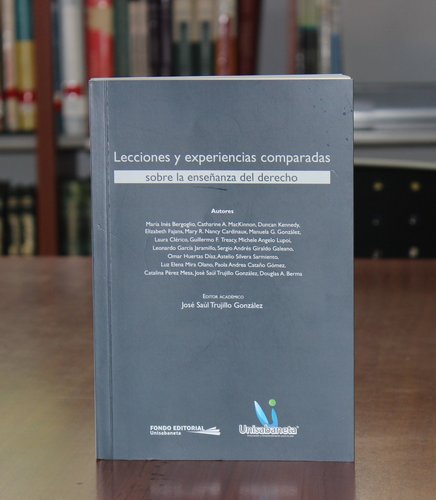 Lecciones y experiencias comparadas
sobre la enseñanza del derecho
Autores
María Inés Bergoglio, Catharine A. MacKinnon, Duncan Kennedy,
Elizabeth Fajans, Mary R. Nancy Cardinaux, Manuela G. González,
Laura Clérico, Guillermo F. Treacy, Michele Angelo Lupoi,
Leonardo García Jaramillo, Sergio Andrés Giraldo Galeano,
Omar Huertas Díaz, Astelio Silvera Sarmiento,
Luz Elena Mira Olano, Paola Andrea Cataño Gómez,
Catalina Pérez Mesa, José Saúl Trujillo González, Douglas A. Berma
Editor académico
José Saúl Trujillo González
FONDO EDITORIAL
Unisabaneta
Unisabaneta